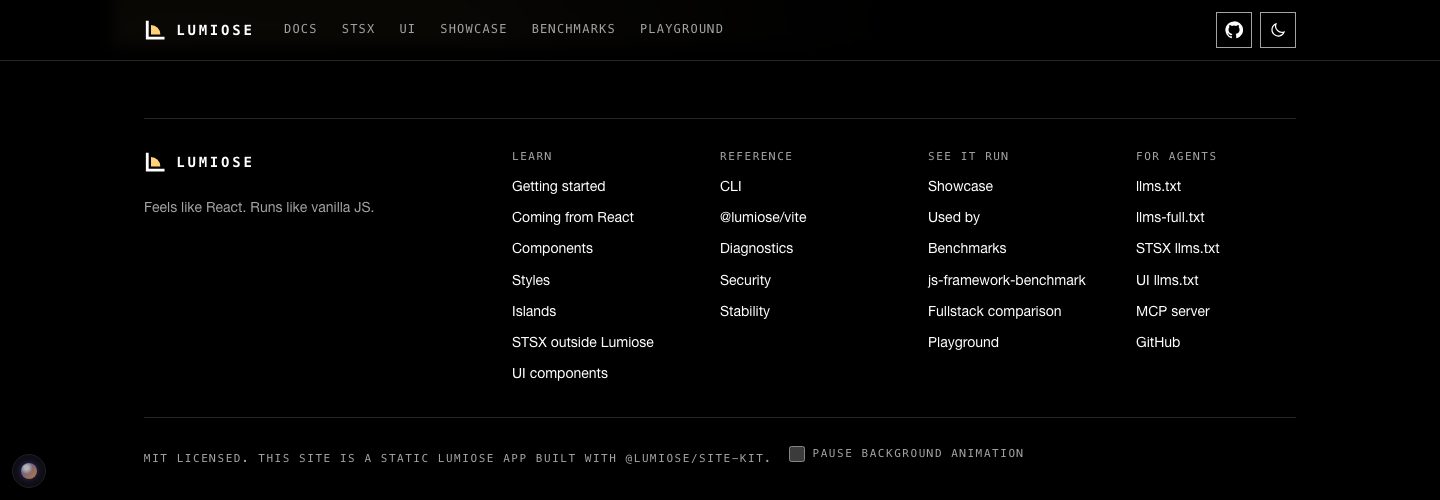 LUMIOSE DOCS STSX UI SHOWCASE BENCHMARKS PLAYGROUND
LUMIOSE
Feels like React. Runs like vanilla JS.
LEARN
Getting started
Coming from React
Components
Styles
Islands
STSX outside Lumiose
UI components
REFERENCE
CLI
@lumiose/vite
Diagnostics
Security
Stability
SEE IT RUN
Showcase
Used by
Benchmarks
js-framework-benchmark
Fullstack comparison
Playground
FOR AGENTS
llms.txt
llms-full.txt
STSX llms.txt
UI llms.txt
MCP server
GitHub
MIT LICENSED. THIS SITE IS A STATIC LUMIOSE APP BUILT WITH @LUMIOSE/SITE-KIT. PAUSE BACKGROUND ANIMATION